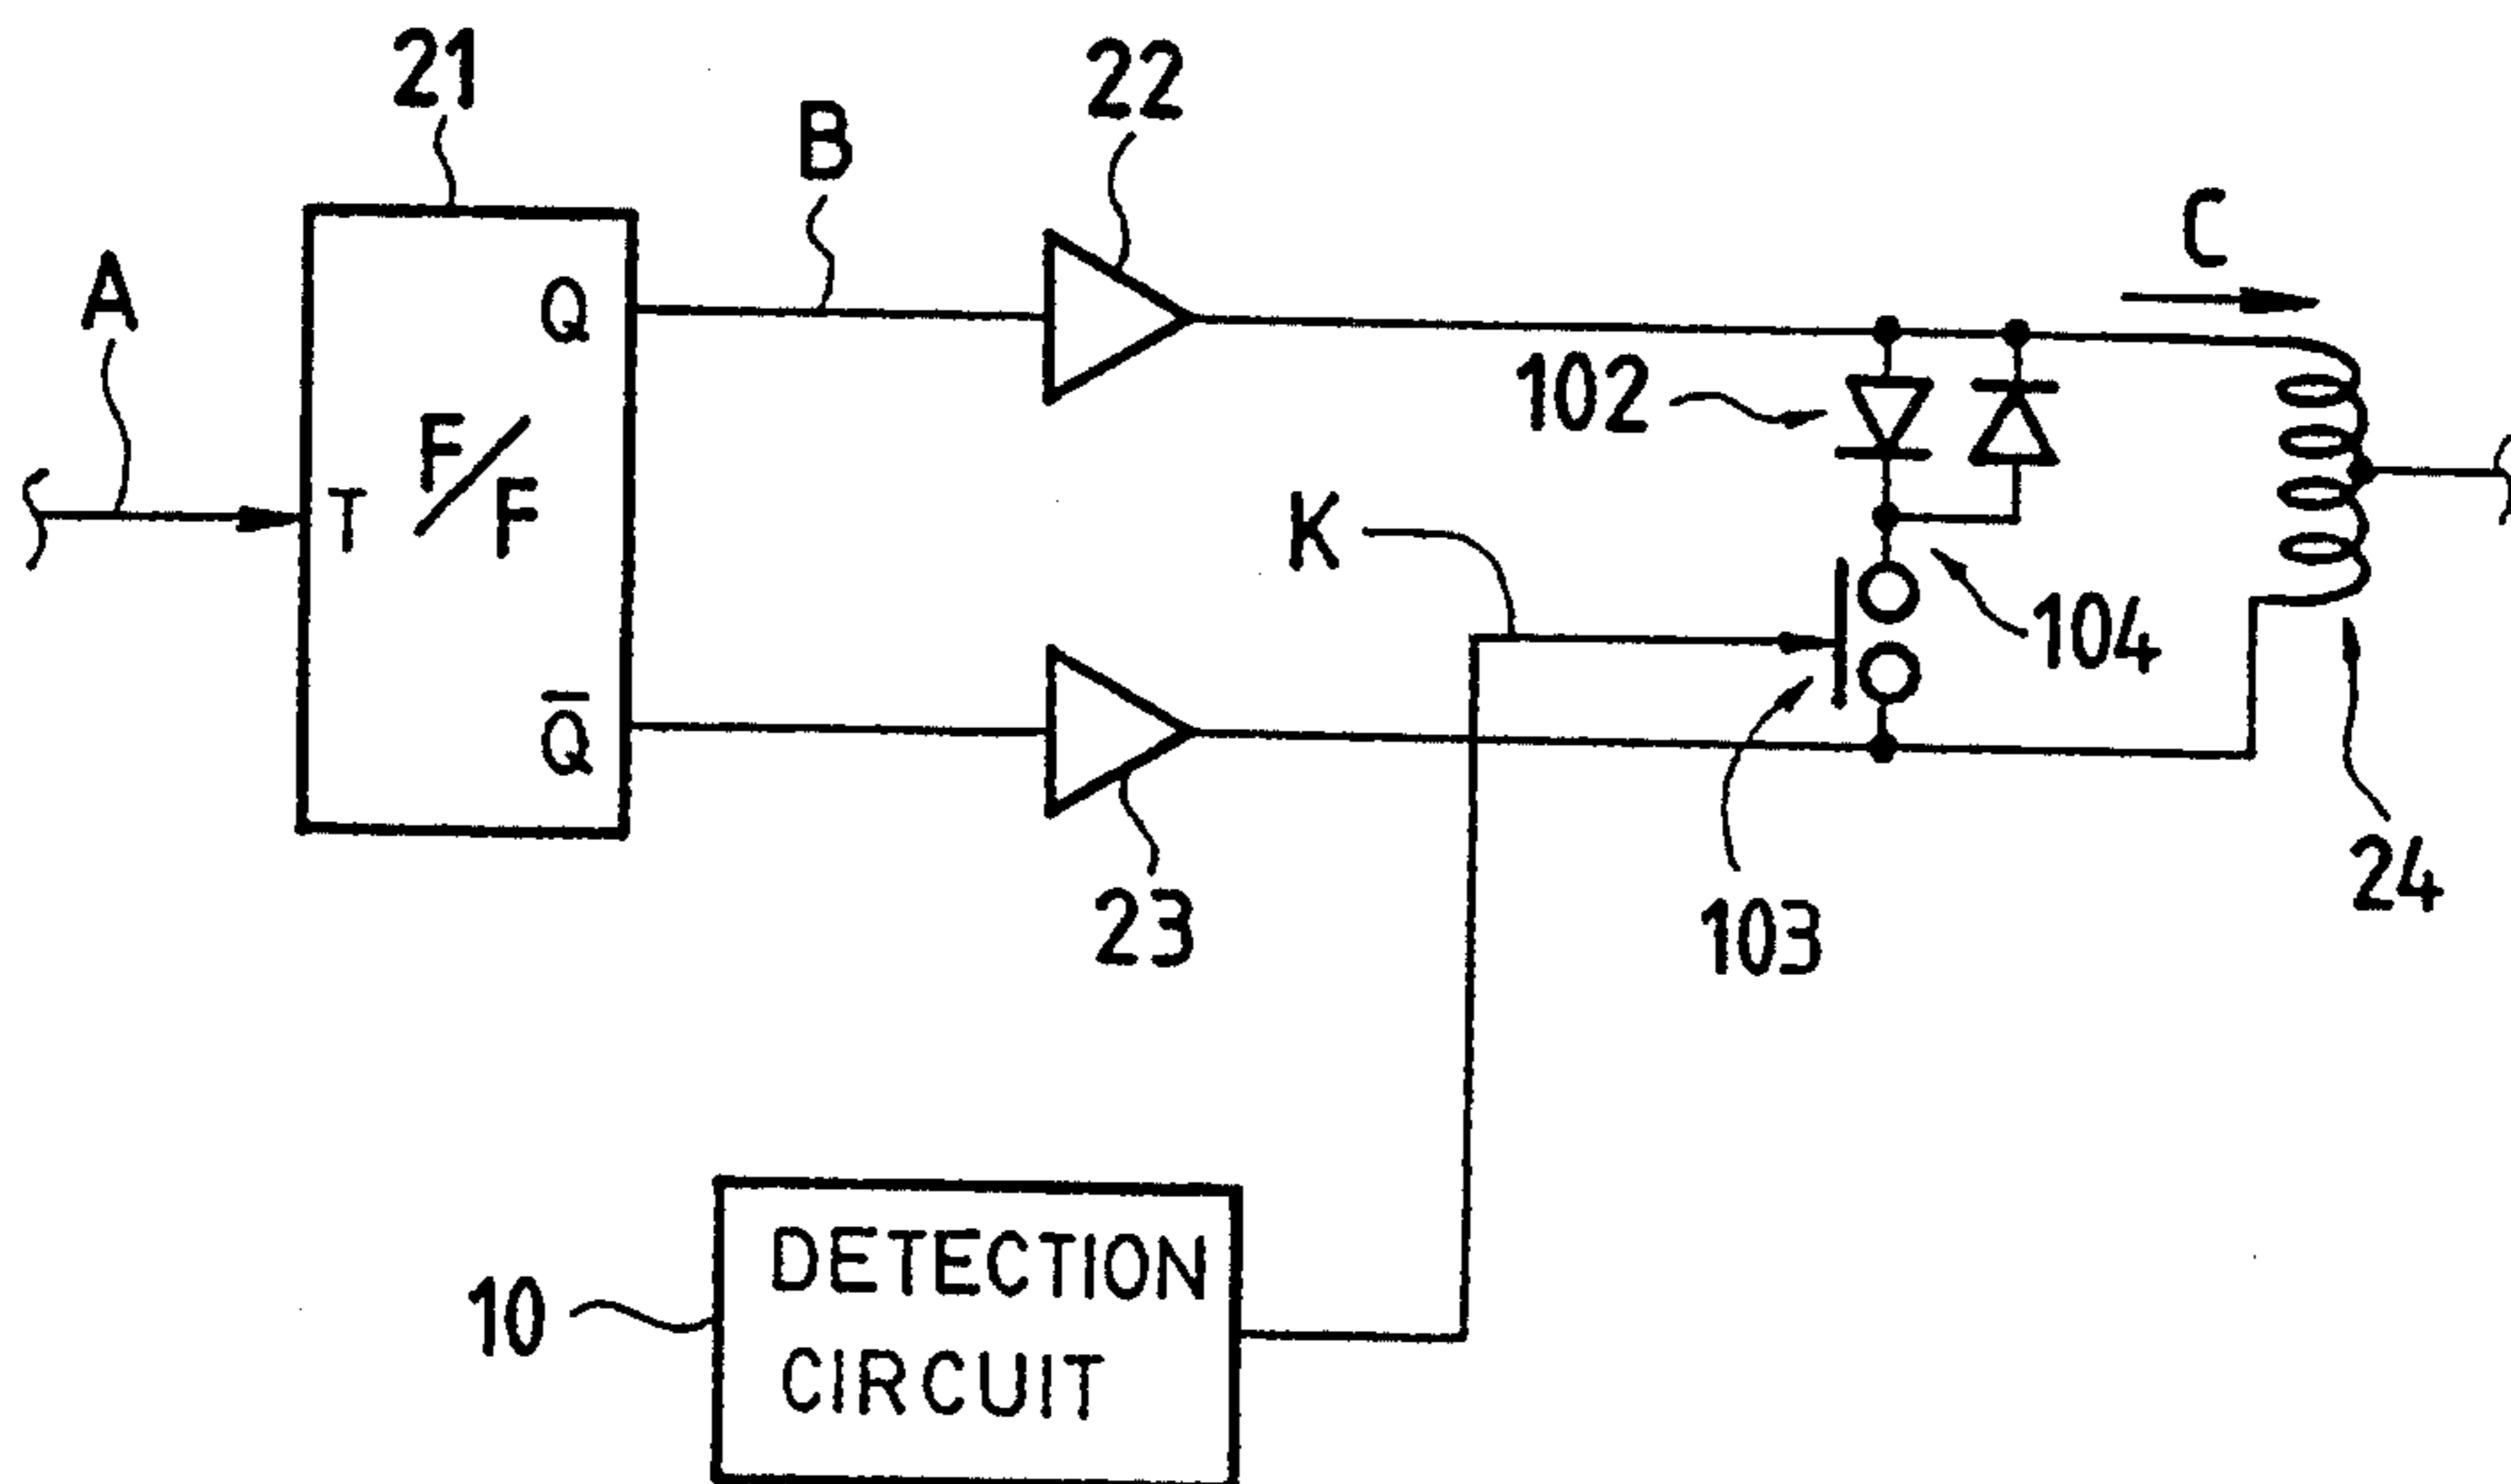 21
22
B
C
A
Q
102
T
F/F
K
104
Q̅
24
23
103
DETECTION
10
CIRCUIT